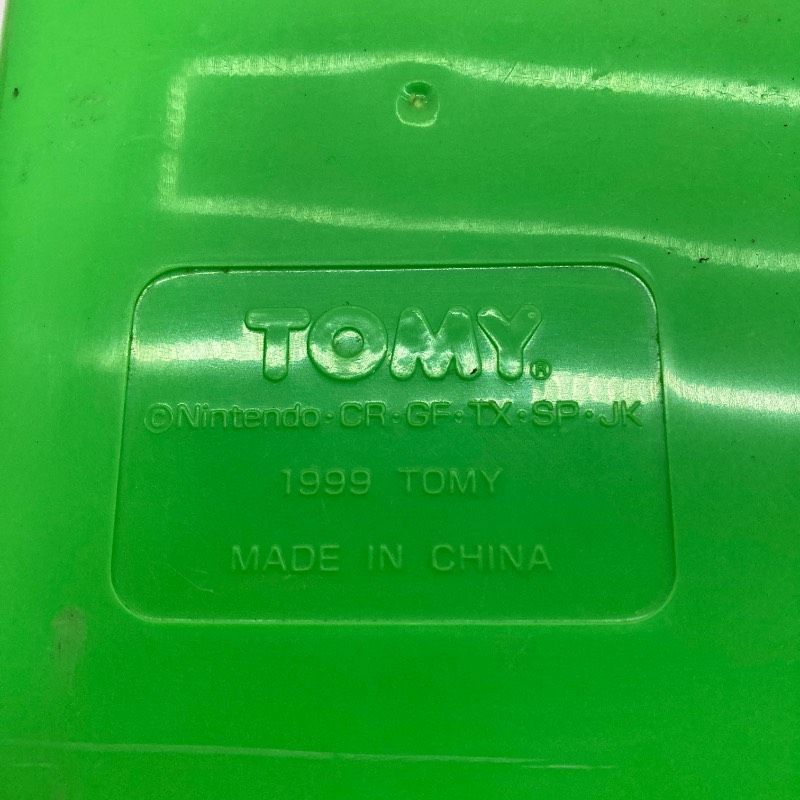 TOMY®
©Nintendo・CR・GF・TX・SP・JK
1999 TOMY
MADE IN CHINA